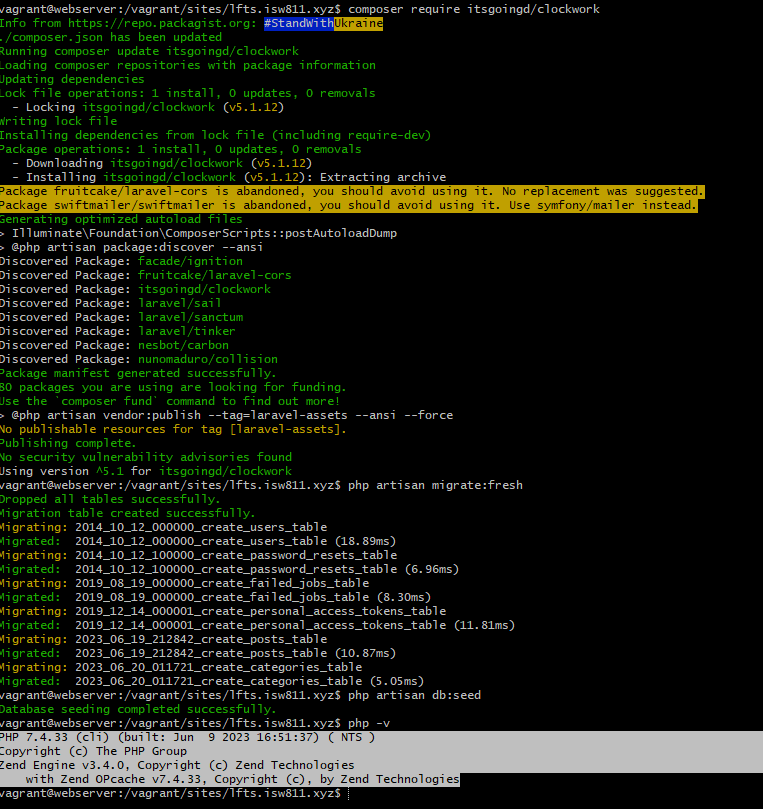 vagrant@webserver:/vagrant/sites/lfts.isw811.xyz$ composer require itsgoingd/clockwork
Info from https://repo.packagist.org: #StandWithUkraine
./composer.json has been updated
Running composer update itsgoingd/clockwork
Loading composer repositories with package information
Updating dependencies
Lock file operations: 1 install, 0 updates, 0 removals
  - Locking itsgoingd/clockwork (v5.1.12)
Writing lock file
Installing dependencies from lock file (including require-dev)
Package operations: 1 install, 0 updates, 0 removals
  - Downloading itsgoingd/clockwork (v5.1.12)
  - Installing itsgoingd/clockwork (v5.1.12): Extracting archive
Package fruitcake/laravel-cors is abandoned, you should avoid using it. No replacement was suggested.
Package swiftmailer/swiftmailer is abandoned, you should avoid using it. Use symfony/mailer instead.
Generating optimized autoload files
> Illuminate\Foundation\ComposerScripts::postAutoloadDump
> @php artisan package:discover --ansi
Discovered Package: facade/ignition
Discovered Package: fruitcake/laravel-cors
Discovered Package: itsgoingd/clockwork
Discovered Package: laravel/sail
Discovered Package: laravel/sanctum
Discovered Package: laravel/tinker
Discovered Package: nesbot/carbon
Discovered Package: nunomaduro/collision
Package manifest generated successfully.
80 packages you are using are looking for funding.
Use the `composer fund` command to find out more!
> @php artisan vendor:publish --tag=laravel-assets --ansi --force
No publishable resources for tag [laravel-assets].
Publishing complete.
No security vulnerability advisories found
Using version ^5.1 for itsgoingd/clockwork
vagrant@webserver:/vagrant/sites/lfts.isw811.xyz$ php artisan migrate:fresh
Dropped all tables successfully.
Migration table created successfully.
Migrating: 2014_10_12_000000_create_users_table
Migrated:  2014_10_12_000000_create_users_table (18.89ms)
Migrating: 2014_10_12_100000_create_password_resets_table
Migrated:  2014_10_12_100000_create_password_resets_table (6.96ms)
Migrating: 2019_08_19_000000_create_failed_jobs_table
Migrated:  2019_08_19_000000_create_failed_jobs_table (8.30ms)
Migrating: 2019_12_14_000001_create_personal_access_tokens_table
Migrated:  2019_12_14_000001_create_personal_access_tokens_table (11.81ms)
Migrating: 2023_06_19_212842_create_posts_table
Migrated:  2023_06_19_212842_create_posts_table (10.87ms)
Migrating: 2023_06_20_011721_create_categories_table
Migrated:  2023_06_20_011721_create_categories_table (5.05ms)
vagrant@webserver:/vagrant/sites/lfts.isw811.xyz$ php artisan db:seed
Database seeding completed successfully.
vagrant@webserver:/vagrant/sites/lfts.isw811.xyz$ php -v
PHP 7.4.33 (cli) (built: Jun  9 2023 16:51:37) ( NTS )
Copyright (c) The PHP Group
Zend Engine v3.4.0, Copyright (c) Zend Technologies
    with Zend OPcache v7.4.33, Copyright (c), by Zend Technologies
vagrant@webserver:/vagrant/sites/lfts.isw811.xyz$